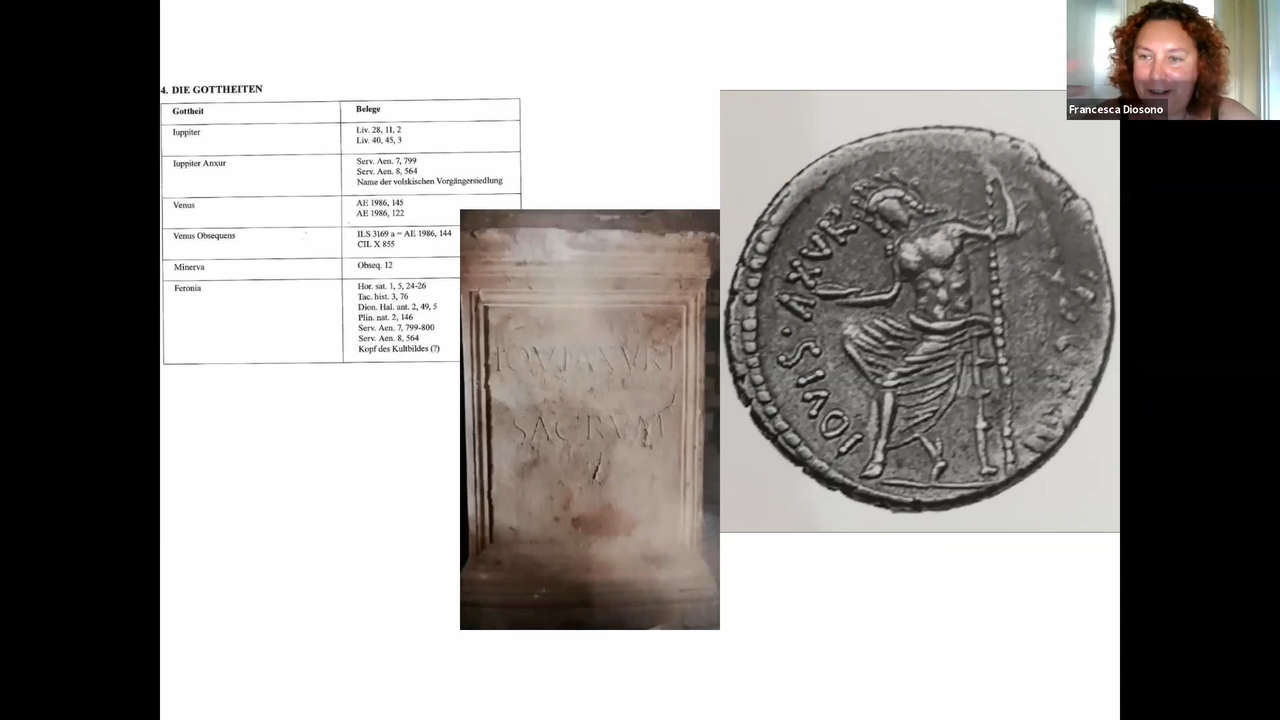 4. DIE GOTTHEITEN
Gottheit Belege
Iuppiter Liv. 28, 11, 2
Liv. 40, 45, 3
Iuppiter Anxur Serv. Aen. 7, 799
Serv. Aen. 8, 564
Name der volskischen Vorgängersiedlung
Venus AE 1986, 145
AE 1986, 122
Venus Obsequens ILS 3169 a = AE 1986, 144
CIL X 855
Minerva Obseq. 12
Feronia Hor. sat. 1, 5, 24-26
Tac. hist. 3, 76
Dion. Hal. ant. 2, 49, 5
Plin. nat. 2, 146
Serv. Aen. 7, 799-800
Serv. Aen. 8, 564
Kopf des Kultbildes (?)
IOVI AXVRI
SACRVM
IOVIS · AXVR
Francesca Diosono